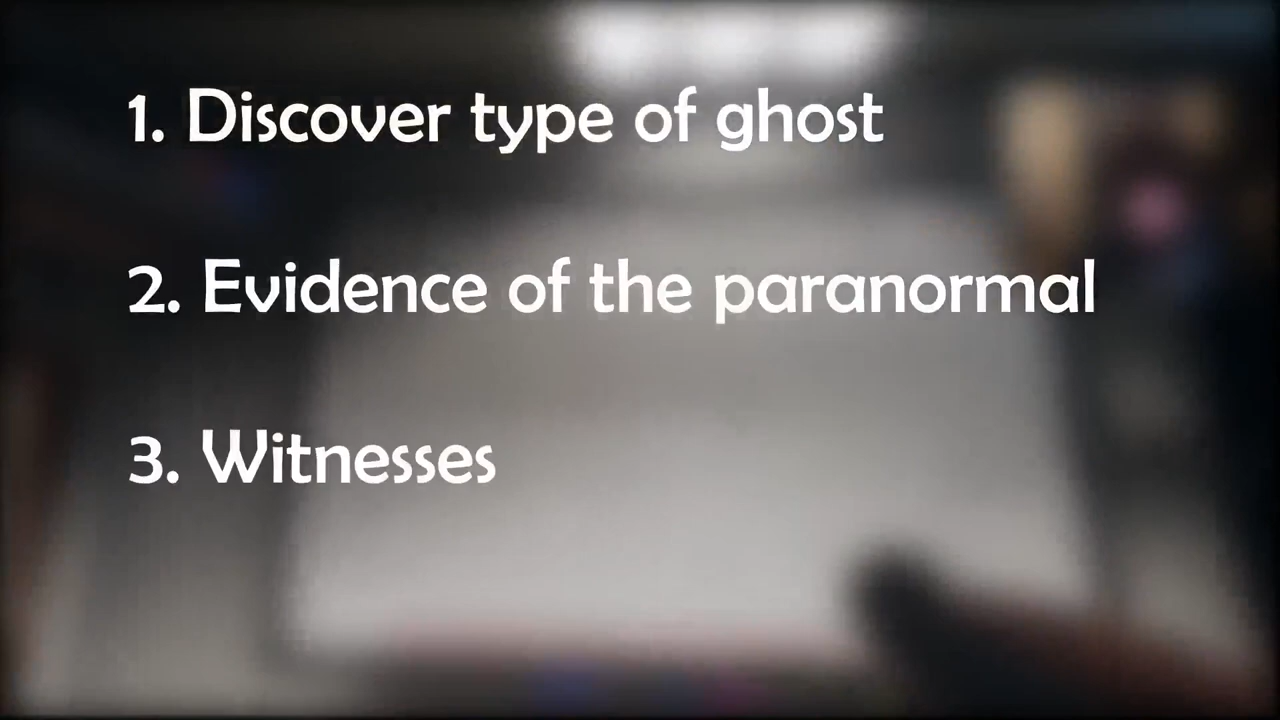 1. Discover type of ghost
2. Evidence of the paranormal
3. Witnesses